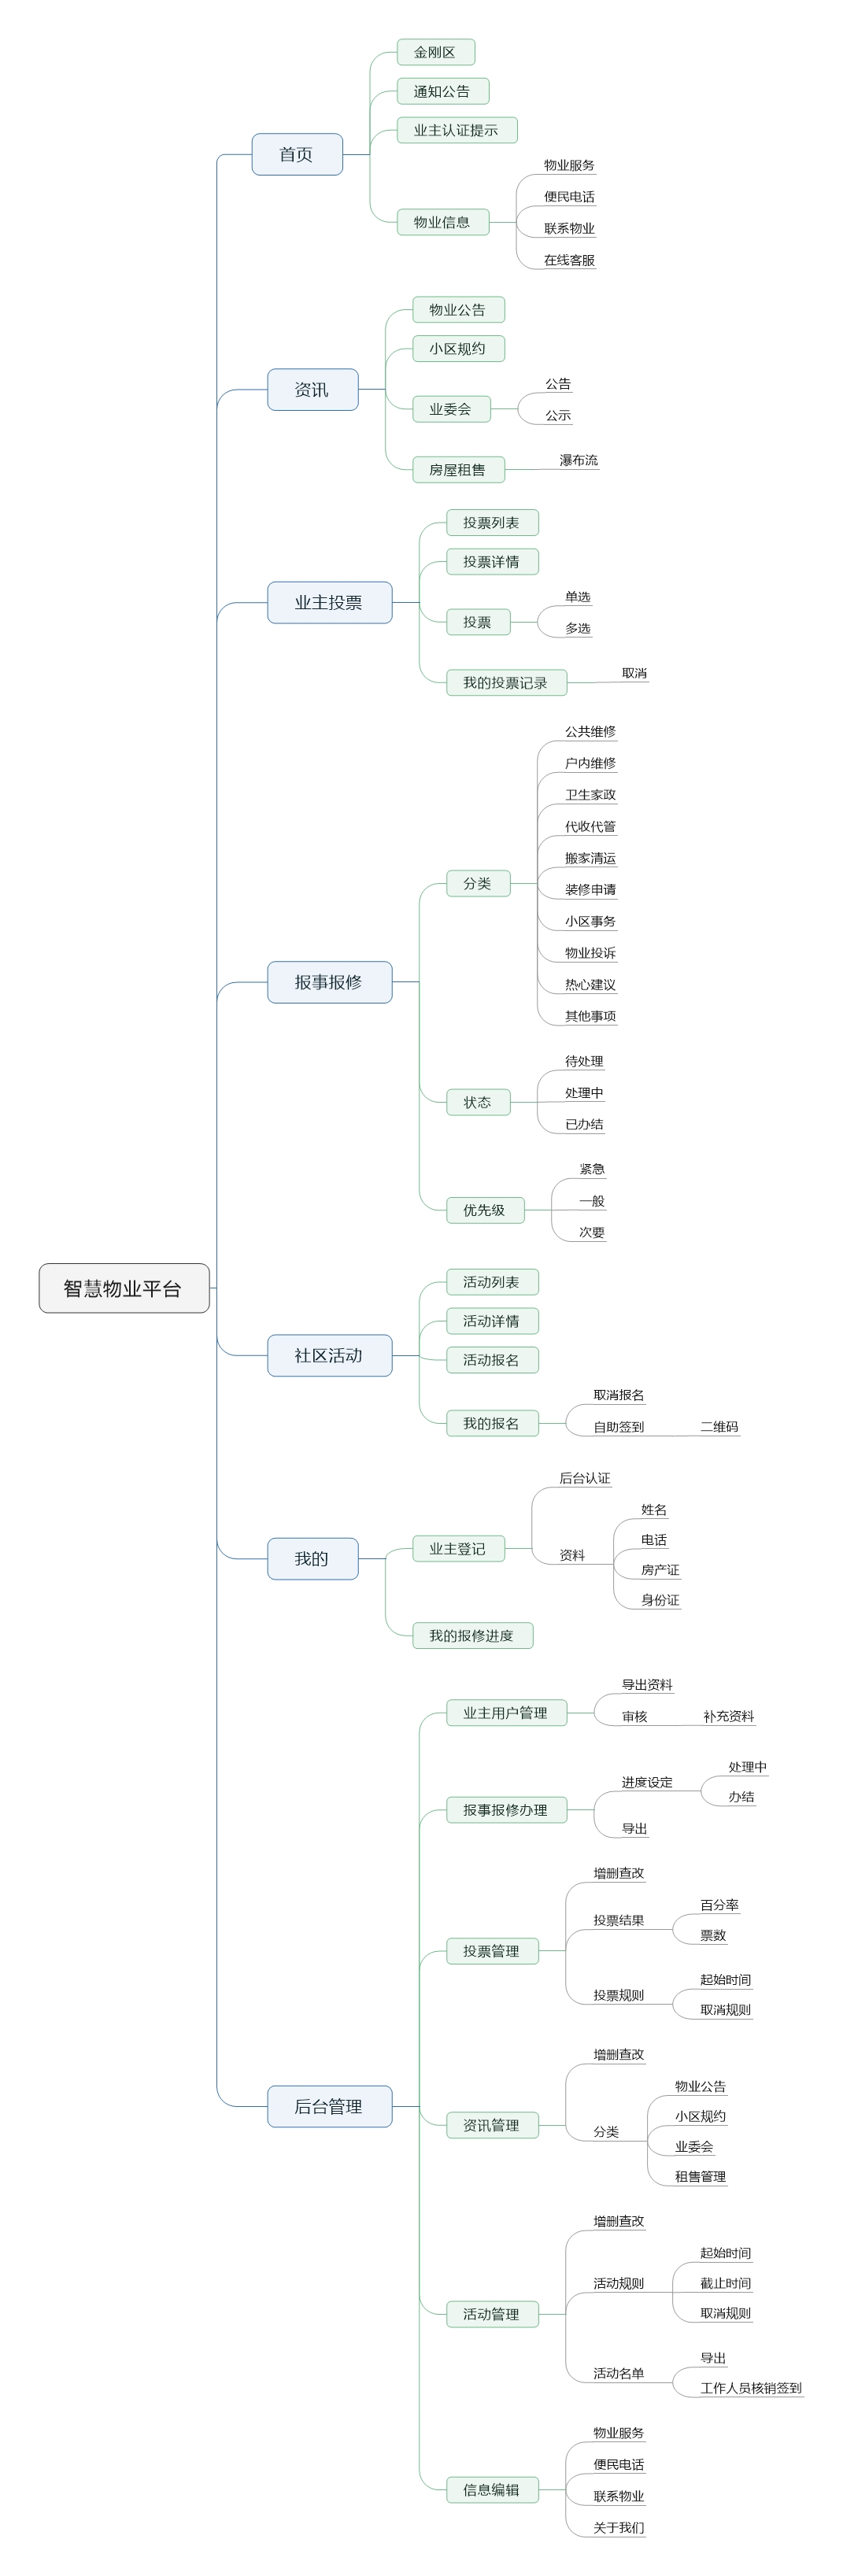 智慧物业平台
首页
金刚区
通知公告
业主认证提示
物业信息
物业服务
便民电话
联系物业
在线客服
资讯
物业公告
小区规约
业委会
公告
公示
房屋租售
瀑布流
业主投票
投票列表
投票详情
投票
单选
多选
我的投票记录
取消
报事报修
分类
公共维修
户内维修
卫生家政
代收代管
搬家清运
装修申请
小区事务
物业投诉
热心建议
其他事项
状态
待处理
处理中
已办结
优先级
紧急
一般
次要
社区活动
活动列表
活动详情
活动报名
我的报名
取消报名
自助签到
二维码
我的
业主登记
后台认证
资料
姓名
电话
房产证
身份证
我的报修进度
后台管理
业主用户管理
导出资料
审核
补充资料
报事报修办理
进度设定
处理中
办结
导出
投票管理
增删查改
投票结果
百分率
票数
投票规则
起始时间
取消规则
资讯管理
增删查改
分类
物业公告
小区规约
业委会
租售管理
活动管理
增删查改
活动规则
起始时间
截止时间
取消规则
活动名单
导出
工作人员核销签到
信息编辑
物业服务
便民电话
联系物业
关于我们